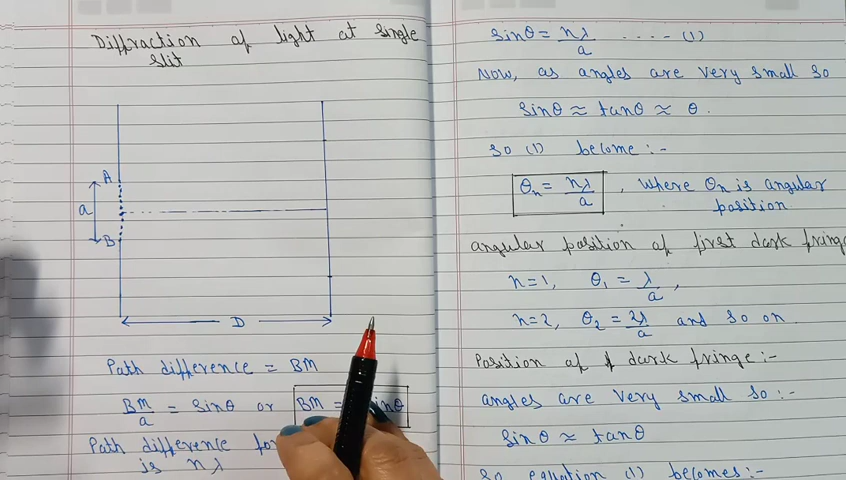 Diffraction of light at single
slit
A
a
B
D
Path difference = BM
BM/a = sinθ or BM = sinθ
Path difference fo
is nλ
sinθ = nλ/a ..... (1)
Now, as angles are very small so
sinθ ≈ tanθ ≈ θ.
so (1) become :-
θn = nλ/a , where θn is angular
position.
angular position of first dark fringe
n=1, θ1 = λ/a,
n=2, θ2 = 2λ/a and so on
Position of dark fringe :-
angles are very small so :-
sinθ ≈ tanθ
so equation (1) becomes :-